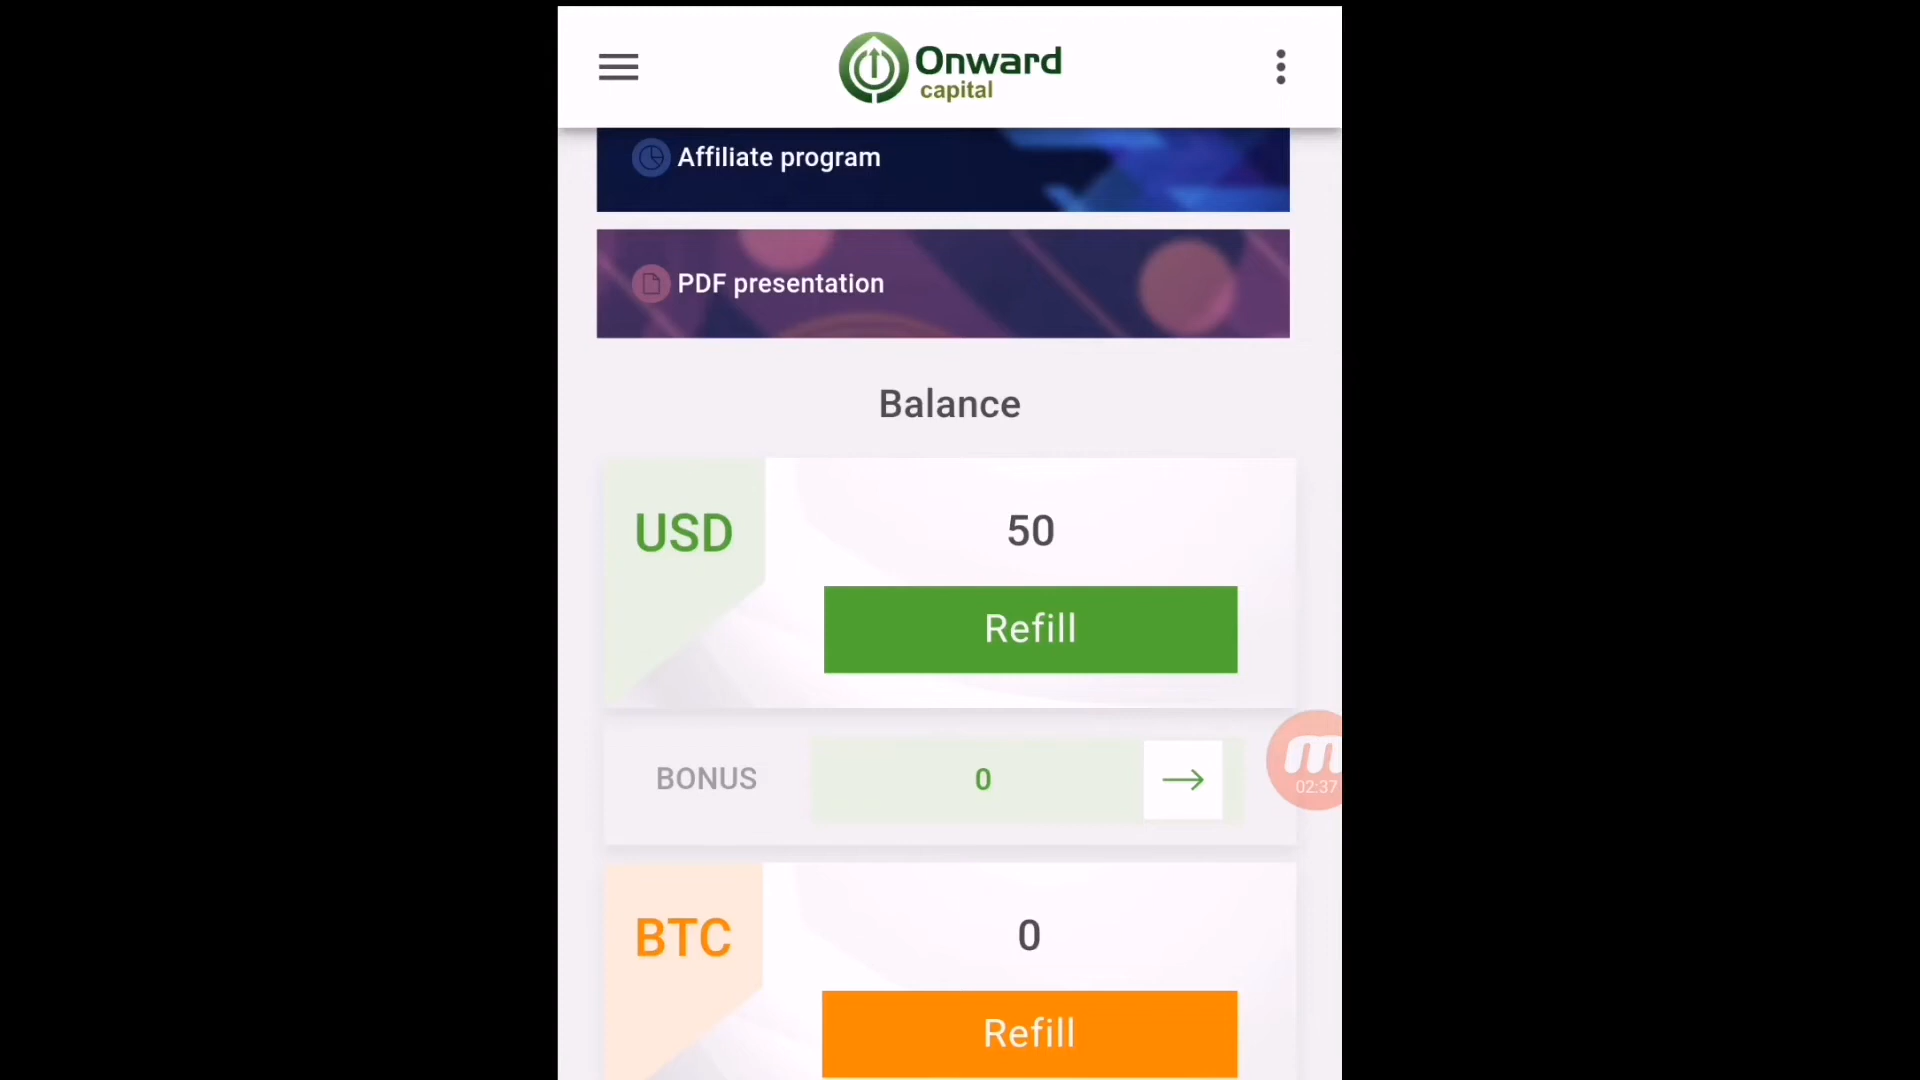 Onward
capital
Affiliate program
PDF presentation
Balance
USD
50
Refill
BONUS
0
02:37
BTC
0
Refill